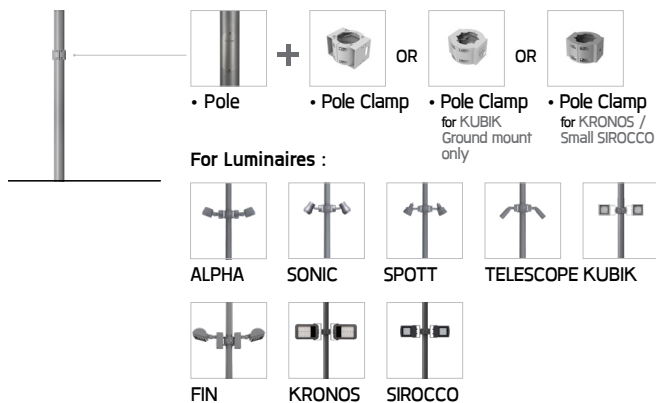 OR
OR
• Pole
• Pole Clamp
• Pole Clamp
for KUBIK
Ground mount
only
• Pole Clamp
for KRONOS /
Small SIROCCO
For Luminaires :
ALPHA
SONIC
SPOTT
TELESCOPE
KUBIK
FIN
KRONOS
SIROCCO